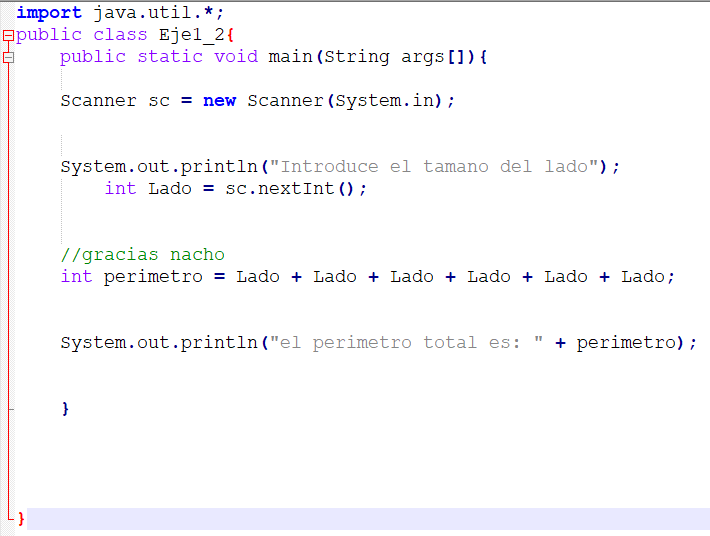 import java.util.*;
public class Eje1_2{
public static void main(String args[]){
Scanner sc = new Scanner(System.in);
System.out.println("Introduce el tamano del lado");
int Lado = sc.nextInt();
//gracias nacho
int perimetro = Lado + Lado + Lado + Lado + Lado + Lado;
System.out.println("el perimetro total es: " + perimetro);
}
}